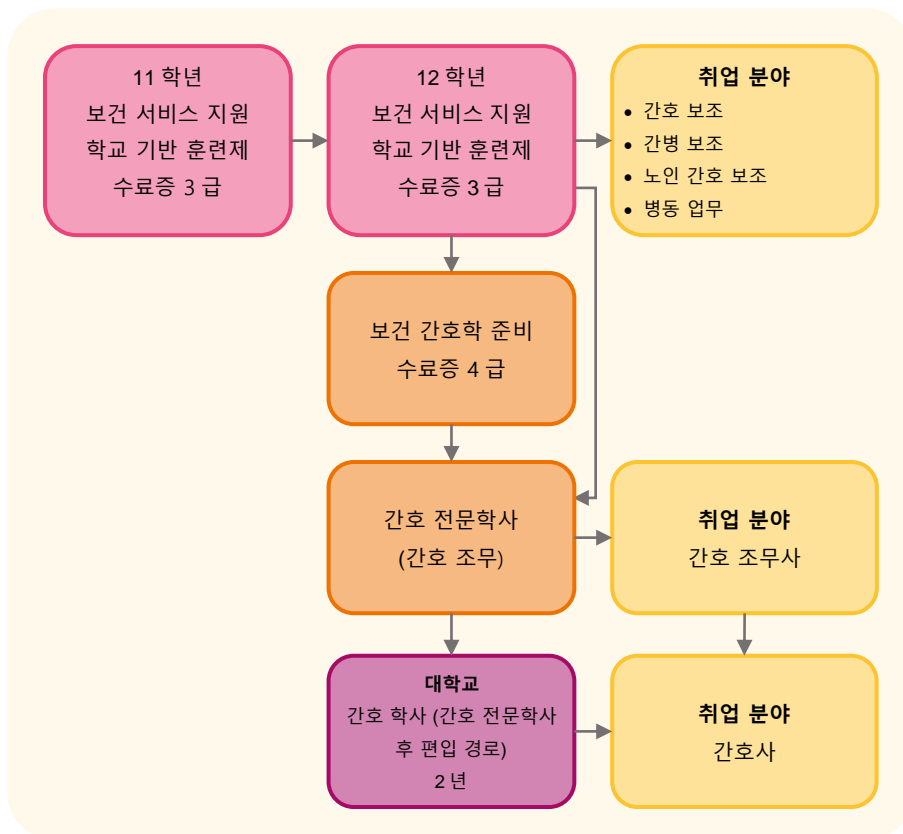 11 학년
보건 서비스 지원
학교 기반 훈련제
수료증 3 급
12 학년
보건 서비스 지원
학교 기반 훈련제
수료증 3 급
취업 분야
• 간호 보조
• 간병 보조
• 노인 간호 보조
• 병동 업무
보건 간호학 준비
수료증 4 급
간호 전문학사
(간호 조무)
취업 분야
간호 조무사
대학교
간호 학사 (간호 전문학사
후 편입 경로)
2 년
취업 분야
간호사